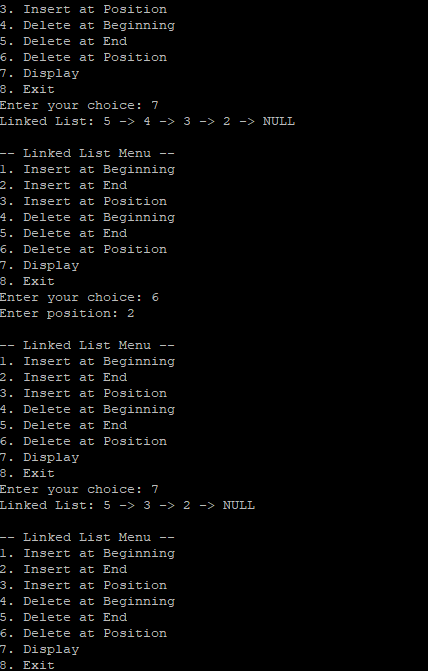 3. Insert at Position
4. Delete at Beginning
5. Delete at End
6. Delete at Position
7. Display
8. Exit
Enter your choice: 7
Linked List: 5 -> 4 -> 3 -> 2 -> NULL
-- Linked List Menu --
1. Insert at Beginning
2. Insert at End
3. Insert at Position
4. Delete at Beginning
5. Delete at End
6. Delete at Position
7. Display
8. Exit
Enter your choice: 6
Enter position: 2
-- Linked List Menu --
1. Insert at Beginning
2. Insert at End
3. Insert at Position
4. Delete at Beginning
5. Delete at End
6. Delete at Position
7. Display
8. Exit
Enter your choice: 7
Linked List: 5 -> 3 -> 2 -> NULL
-- Linked List Menu --
1. Insert at Beginning
2. Insert at End
3. Insert at Position
4. Delete at Beginning
5. Delete at End
6. Delete at Position
7. Display
8. Exit